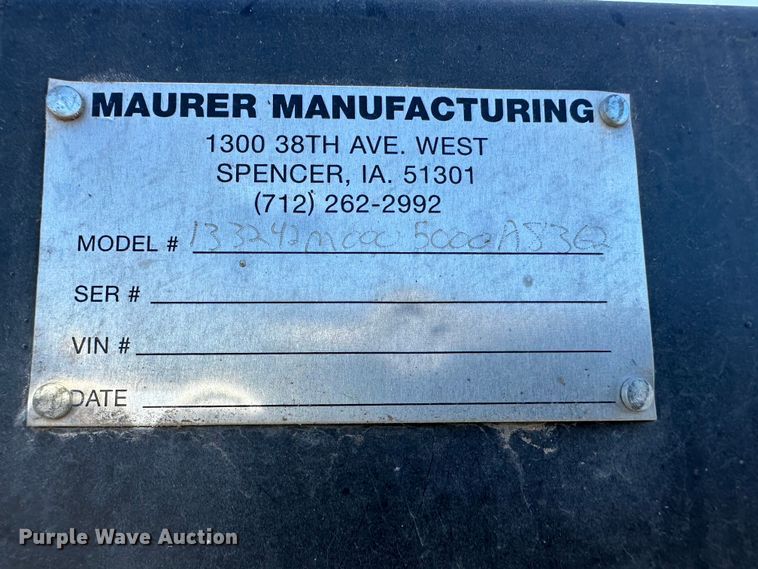 MAURER MANUFACTURING
1300 38TH AVE. WEST
SPENCER, IA. 51301
(712) 262-2992
MODEL #
SER #
VIN #
DATE
Purple Wave Auction